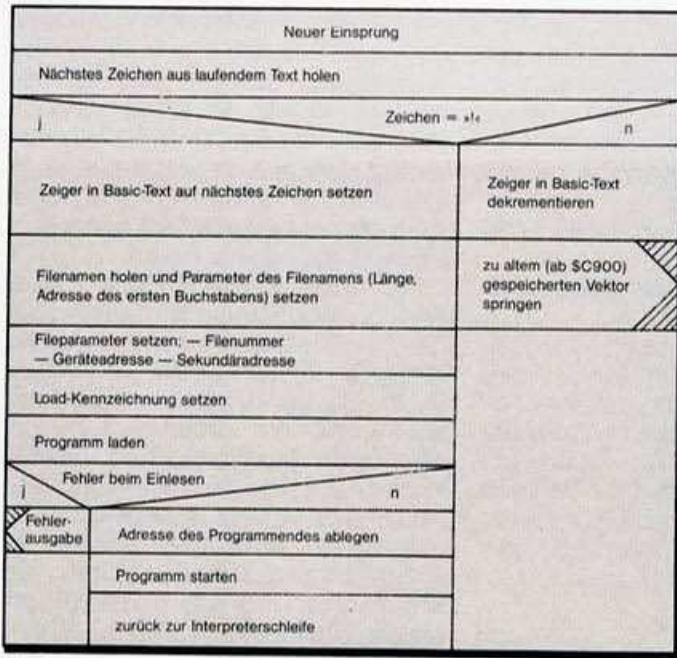 Neuer Einsprung
Nächstes Zeichen aus laufendem Text holen
Zeichen = »!«
j
n
Zeiger in Basic-Text auf nächstes Zeichen setzen
Zeiger in Basic-Text
dekrementieren
Filenamen holen und Parameter des Filenamens (Länge,
Adresse des ersten Buchstabens) setzen
zu altem (ab $C900)
gespeicherten Vektor
springen
Fileparameter setzen: — Filenummer
— Geräteadresse — Sekundäradresse
Load-Kennzeichnung setzen
Programm laden
Fehler beim Einlesen
j
n
Fehler-
ausgabe
Adresse des Programmendes ablegen
Programm starten
zurück zur Interpreterschleife